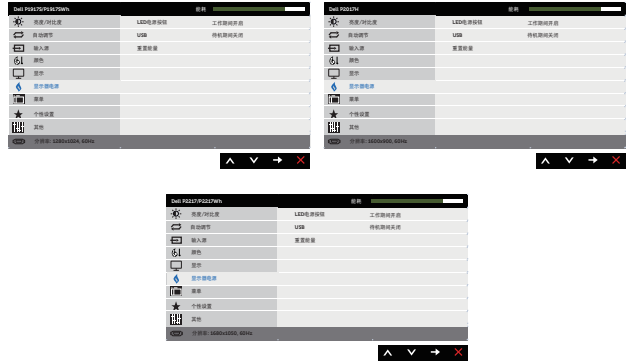 Dell P1917S/P1917SWh 能耗
亮度/对比度 LED电源按钮 工作期间开启
自动调节 USB 待机期间关闭
输入源 重置能量
颜色
显示
显示器电源
菜单
个性设置
其他
分辨率: 1280x1024, 60Hz
Dell P2017H 能耗
亮度/对比度 LED电源按钮 工作期间开启
自动调节 USB 待机期间关闭
输入源 重置能量
颜色
显示
显示器电源
菜单
个性设置
其他
分辨率: 1600x900, 60Hz
Dell P2217/P2217Wh 能耗
亮度/对比度 LED电源按钮 工作期间开启
自动调节 USB 待机期间关闭
输入源 重置能量
颜色
显示
显示器电源
菜单
个性设置
其他
分辨率: 1680x1050, 60Hz